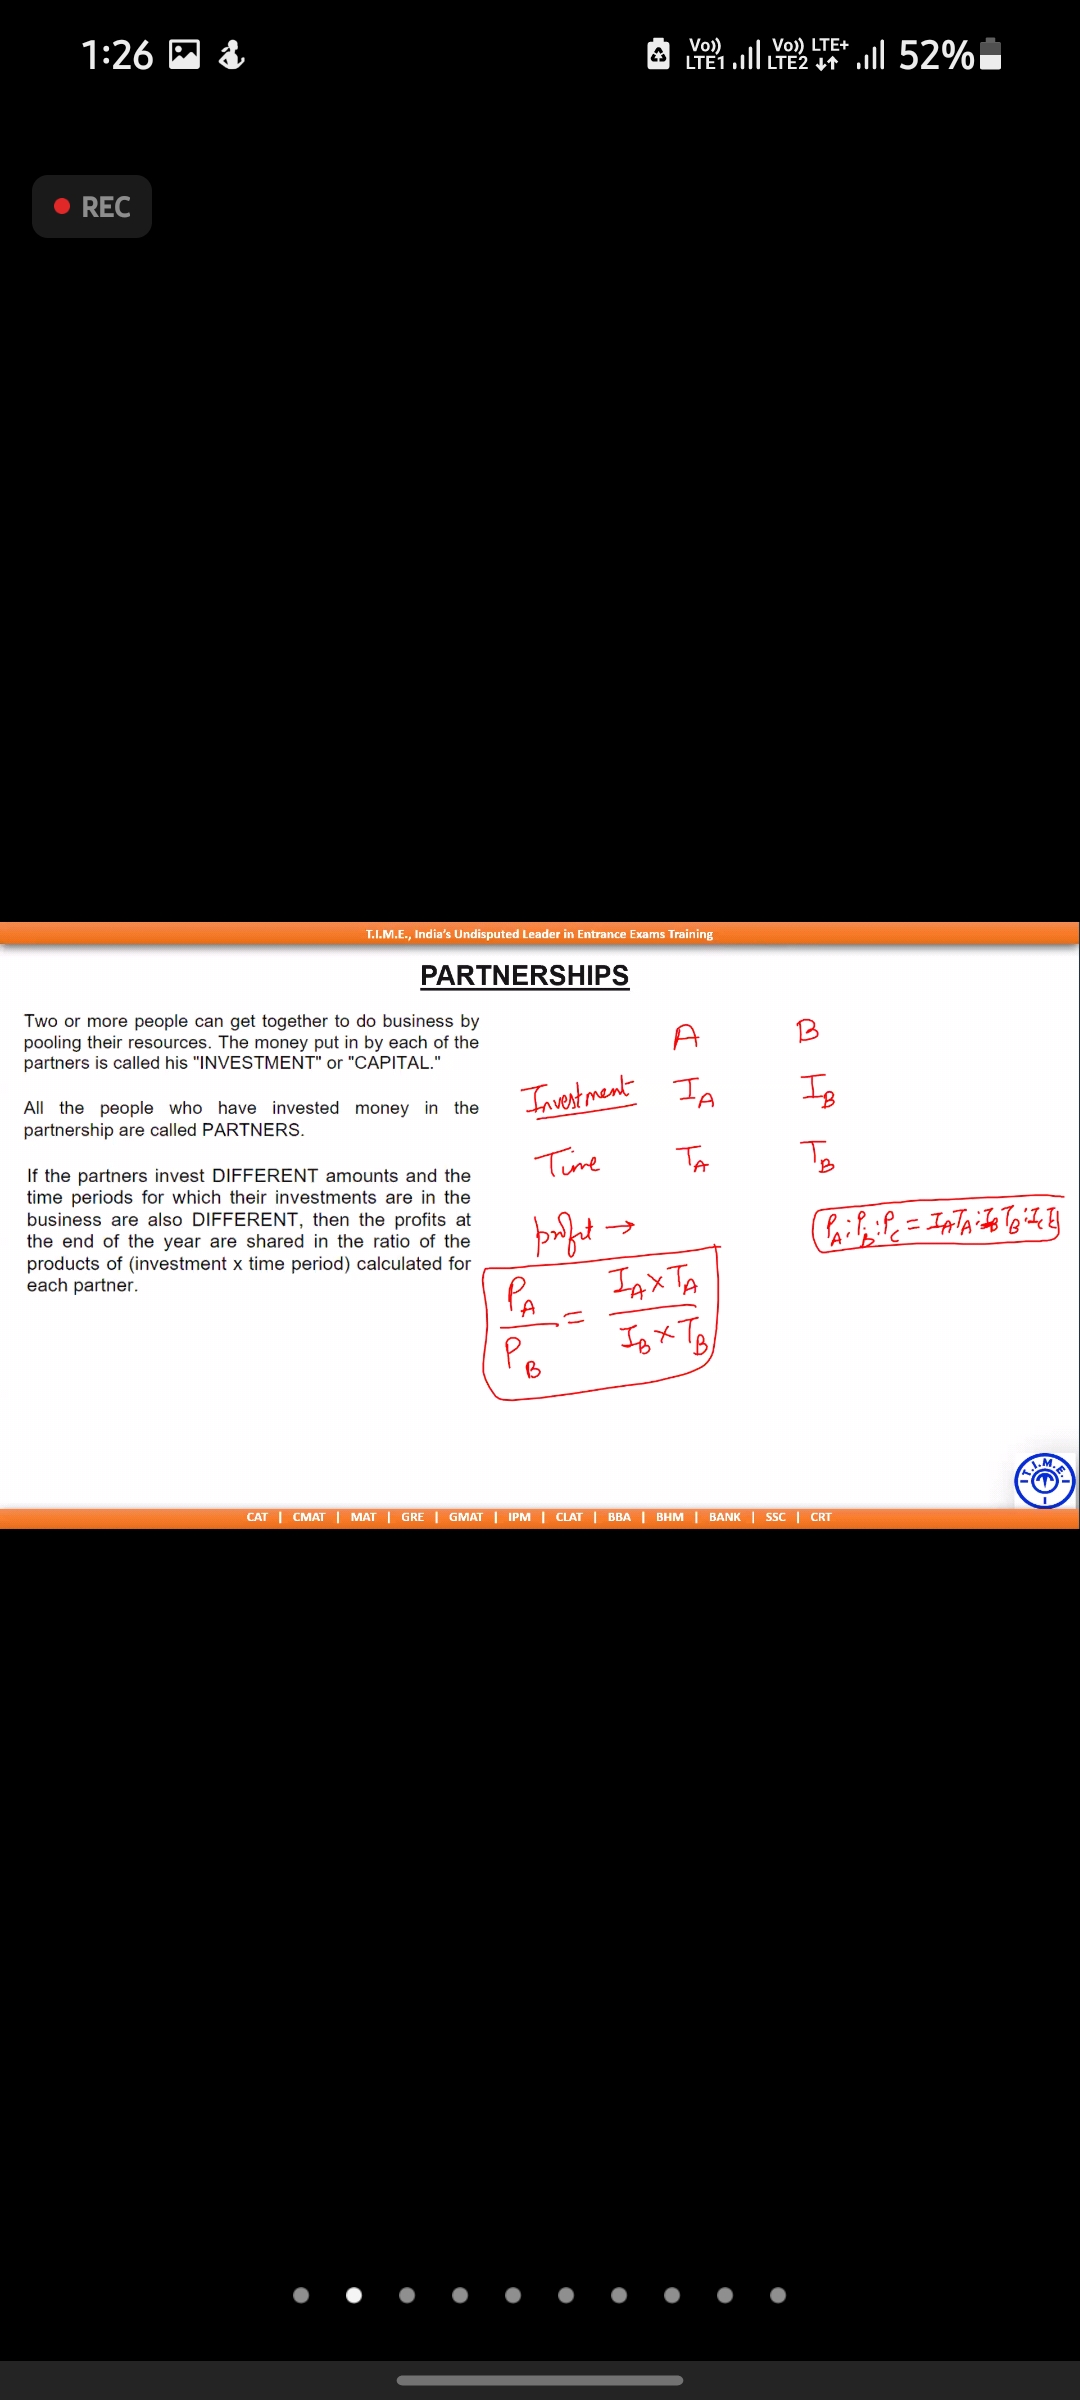 1:26
Vo)) LTE1 Vo)) LTE+ LTE2 52%
REC
T.I.M.E., India's Undisputed Leader in Entrance Exams Training
PARTNERSHIPS
Two or more people can get together to do business by
pooling their resources. The money put in by each of the
partners is called his "INVESTMENT" or "CAPITAL."
All the people who have invested money in the
partnership are called PARTNERS.
If the partners invest DIFFERENT amounts and the
time periods for which their investments are in the
business are also DIFFERENT, then the profits at
the end of the year are shared in the ratio of the
products of (investment x time period) calculated for
each partner.
A B
Investment I_A I_B
Time T_A T_B
profit →
P_A : P_B : P_C = I_A T_A : I_B T_B : I_C
P_A / P_B = I_A × T_A / I_B × T_B
T.I.M.E.
CAT | CMAT | MAT | GRE | GMAT | IPM | CLAT | BBA | BHM | BANK | SSC | CRT